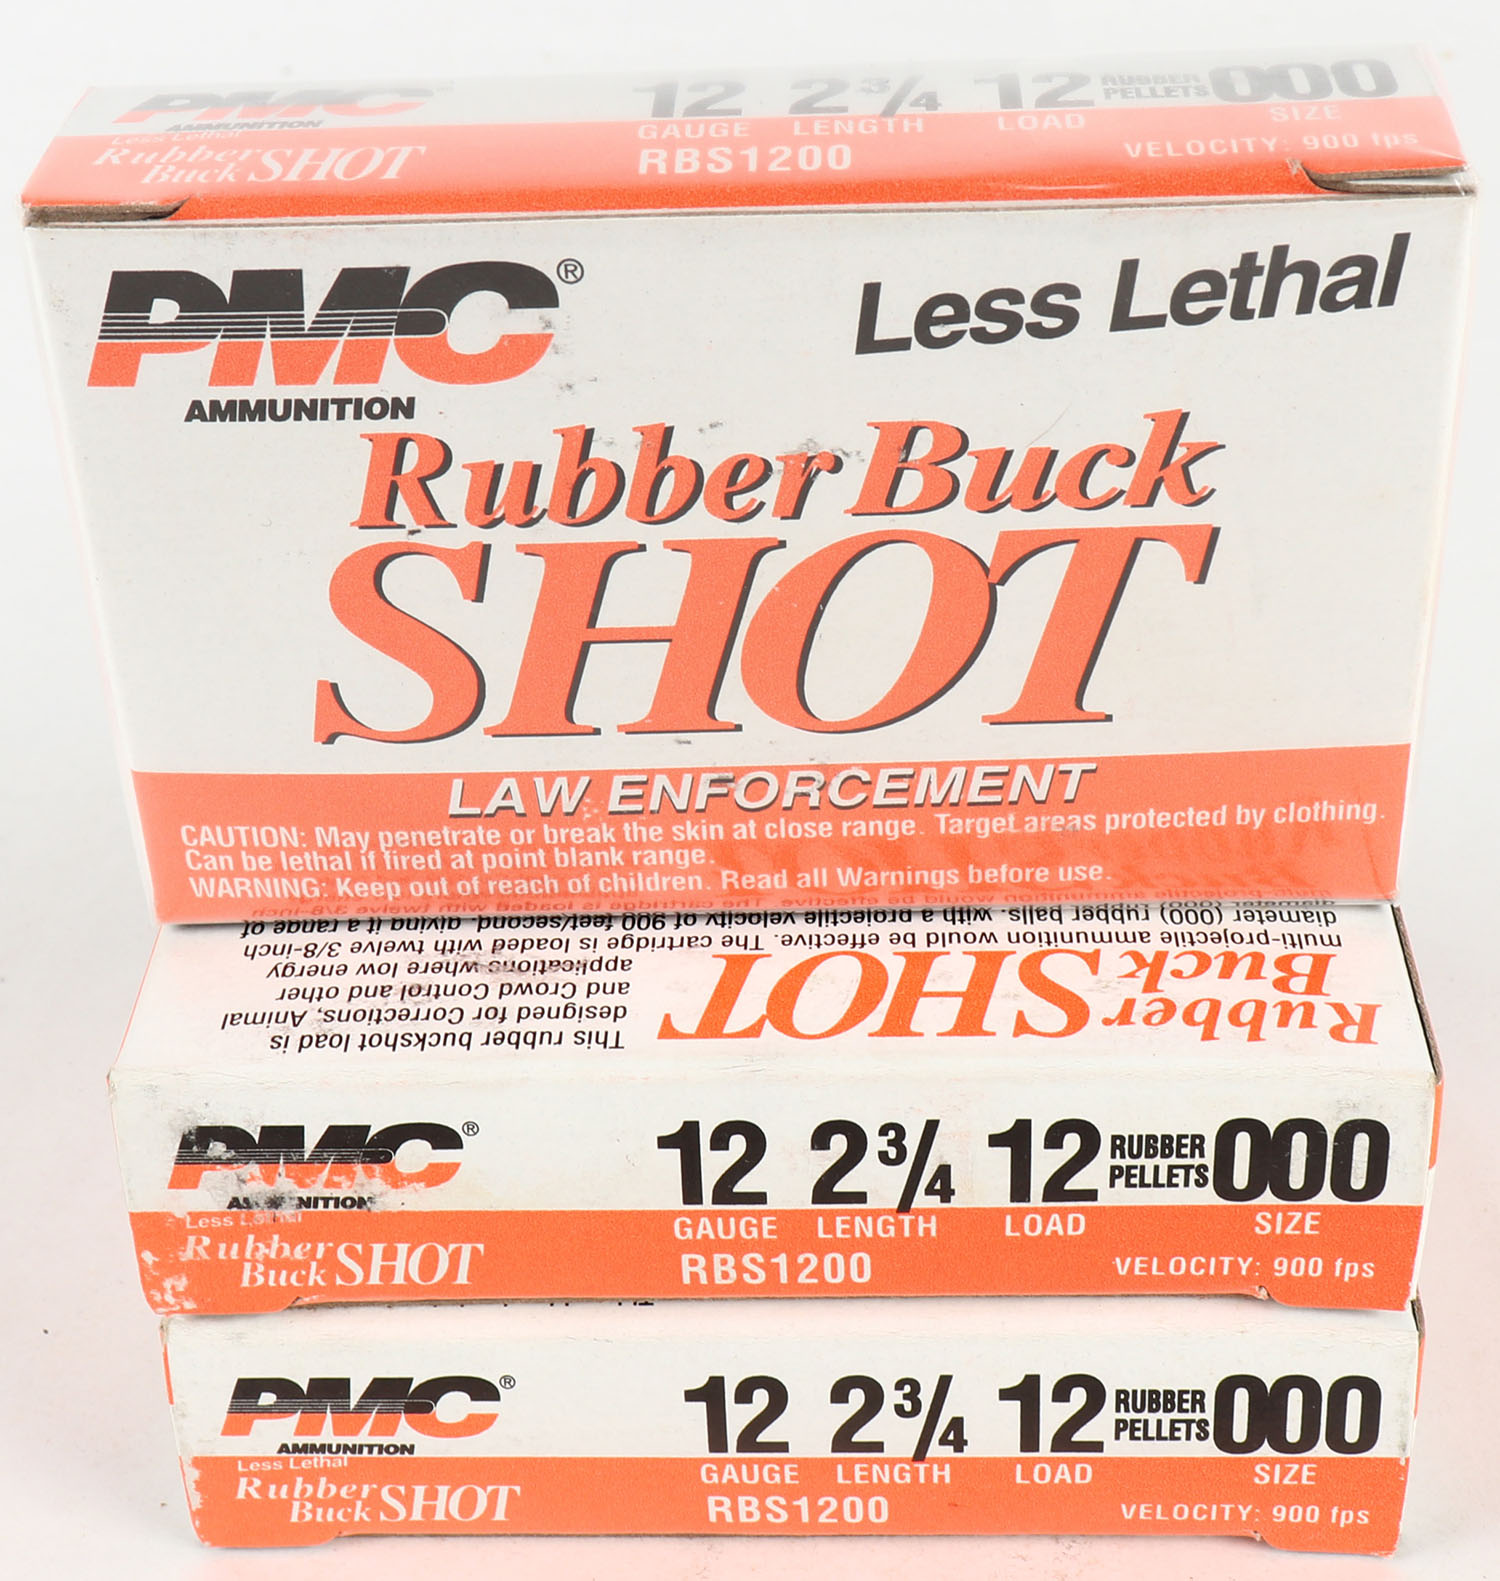 PMC 12 2 3/4 12 RUBBER PELLETS 000
AMMUNITION GAUGE LENGTH LOAD SIZE
Less Lethal
Rubber Buck SHOT RBS1200 VELOCITY: 900 fps
PMC® Less Lethal
AMMUNITION
Rubber Buck
SHOT
LAW ENFORCEMENT
CAUTION: May penetrate or break the skin at close range. Target areas protected by clothing.
Can be lethal if fired at point blank range.
WARNING: Keep out of reach of children. Read all Warnings before use.
Rubber
Buck SHOT
This rubber buckshot load is
designed for Corrections, Animal
and Crowd Control and other
applications where low energy
multi-projectile ammunition would be effective. The cartridge is loaded with twelve 3/8-inch
diameter (000) rubber balls. with a projectile velocity of 900 feet/second, giving it a range of
PMC® 12 2 3/4 12 RUBBER PELLETS 000
GAUGE LENGTH LOAD SIZE
Less
Rubber
Buck SHOT RBS1200 VELOCITY: 900 fps
PMC® 12 2 3/4 12 RUBBER PELLETS 000
AMMUNITION GAUGE LENGTH LOAD SIZE
Less Lethal
Rubber
Buck SHOT RBS1200 VELOCITY: 900 fps